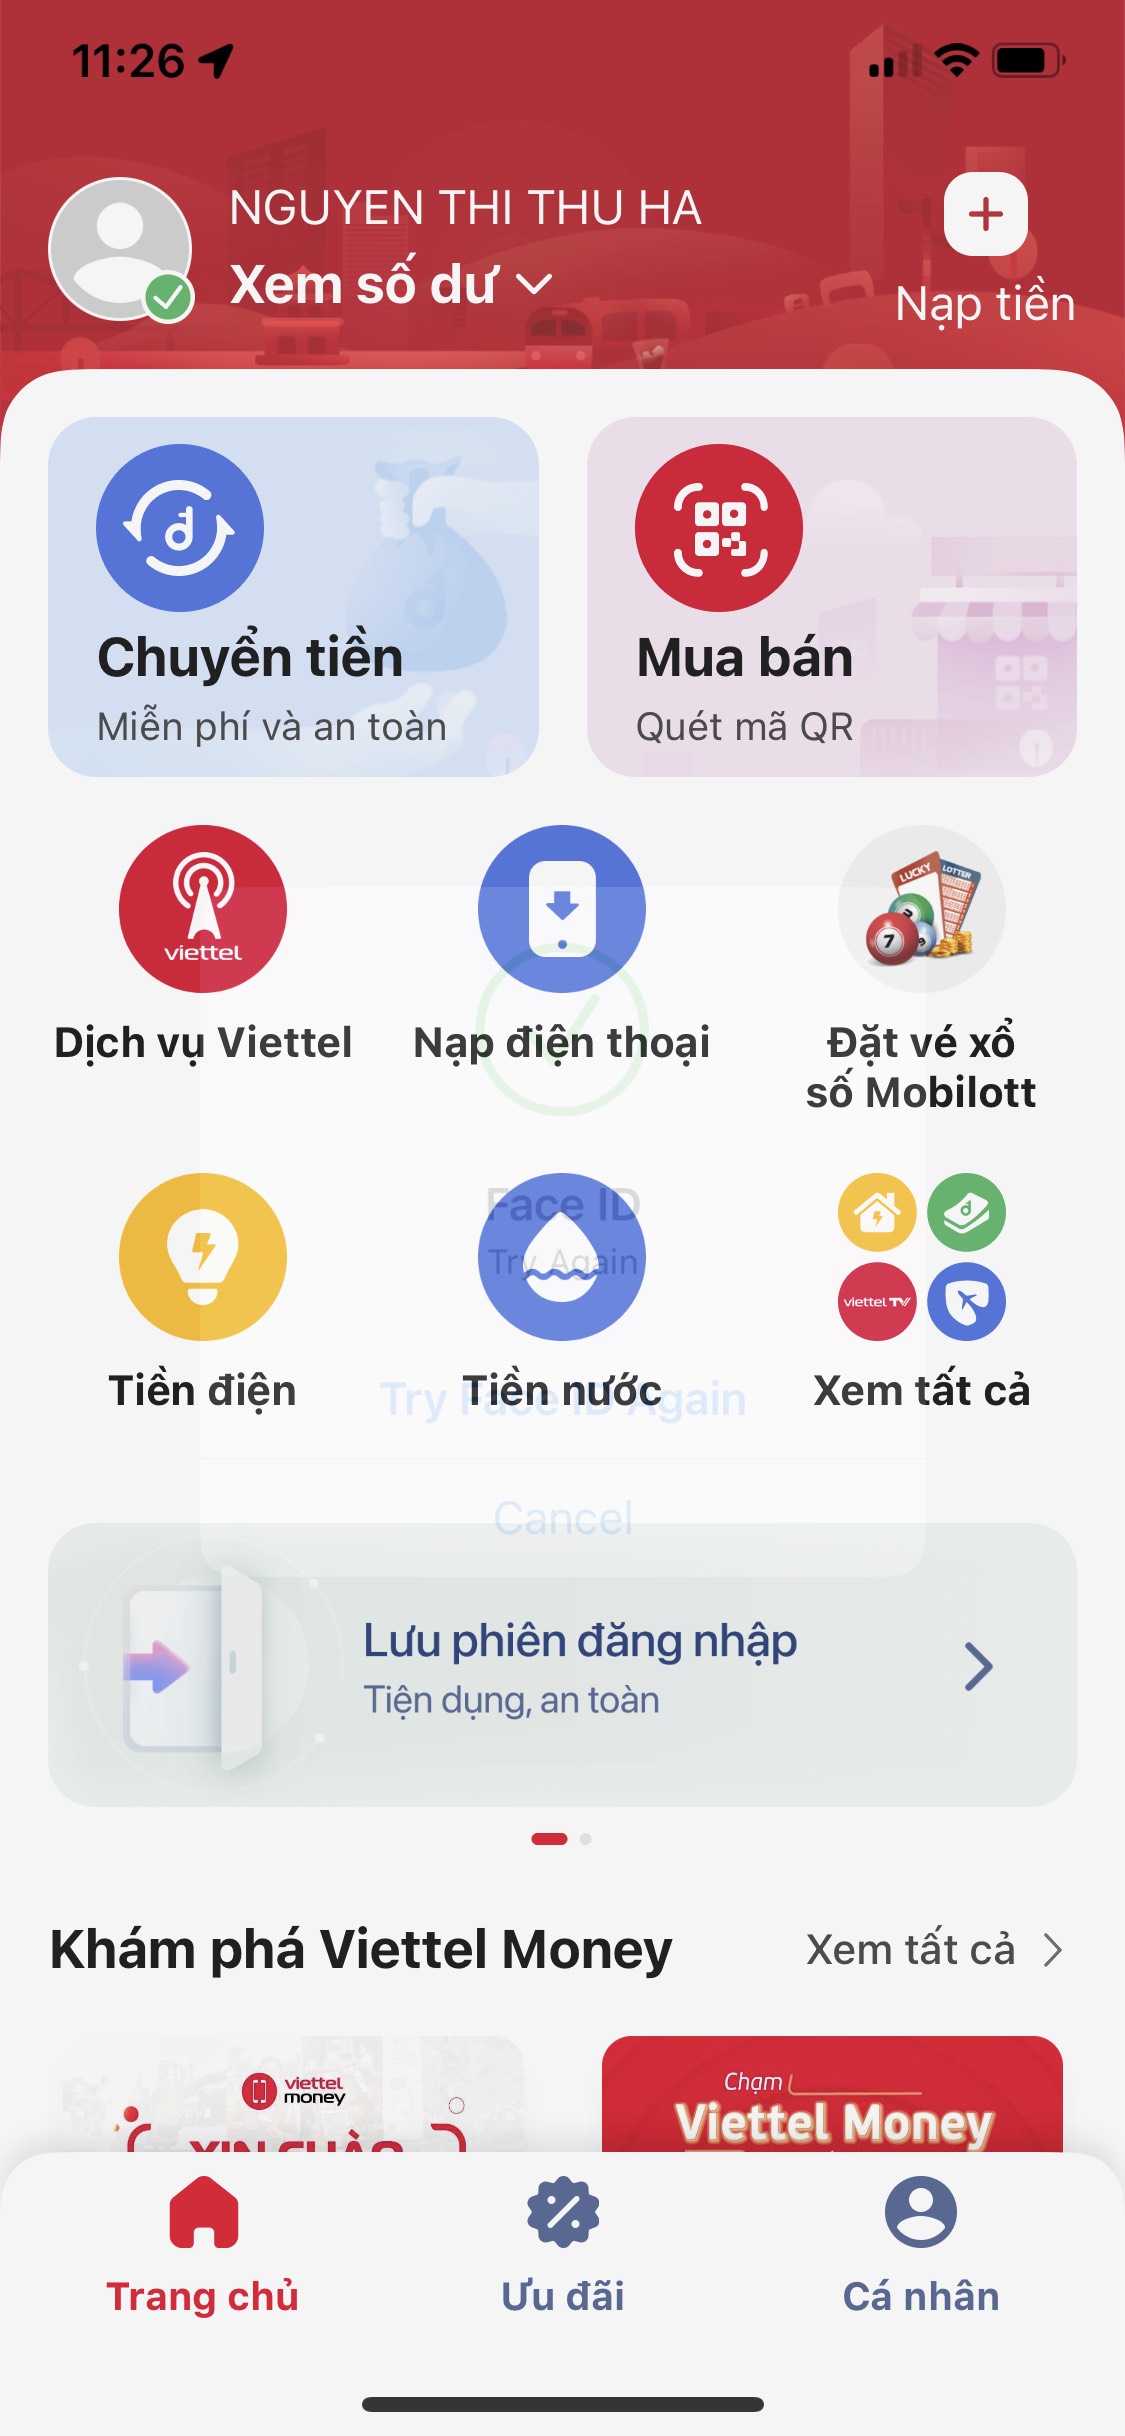 11:26
NGUYEN THI THU HA
Xem số dư
Nạp tiền
Chuyển tiền
Miễn phí và an toàn
Mua bán
Quét mã QR
viettel
LUCKY
LOTTER
7
Dịch vụ Viettel
Nạp điện thoại
Đặt vé xổ
số Mobilott
Face ID
Try Again
viettel TV
Tiền điện
Tiền nước
Xem tất cả
Try Face ID Again
Cancel
Lưu phiên đăng nhập
Tiện dụng, an toàn
Khám phá Viettel Money
Xem tất cả
viettel
money
XIN CHÀO
Chạm
Viettel Money
Trang chủ
Ưu đãi
Cá nhân